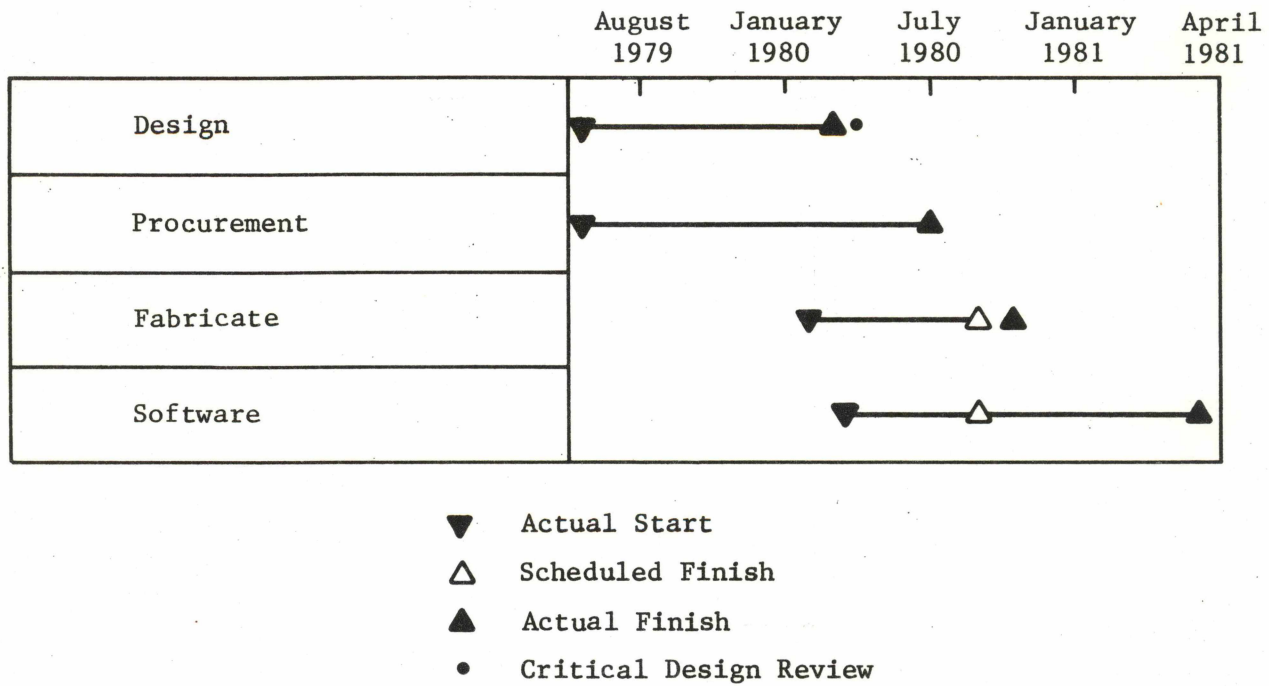 August January July January April
1979 1980 1980 1981 1981
Design
Procurement
Fabricate
Software
Actual Start
Scheduled Finish
Actual Finish
Critical Design Review